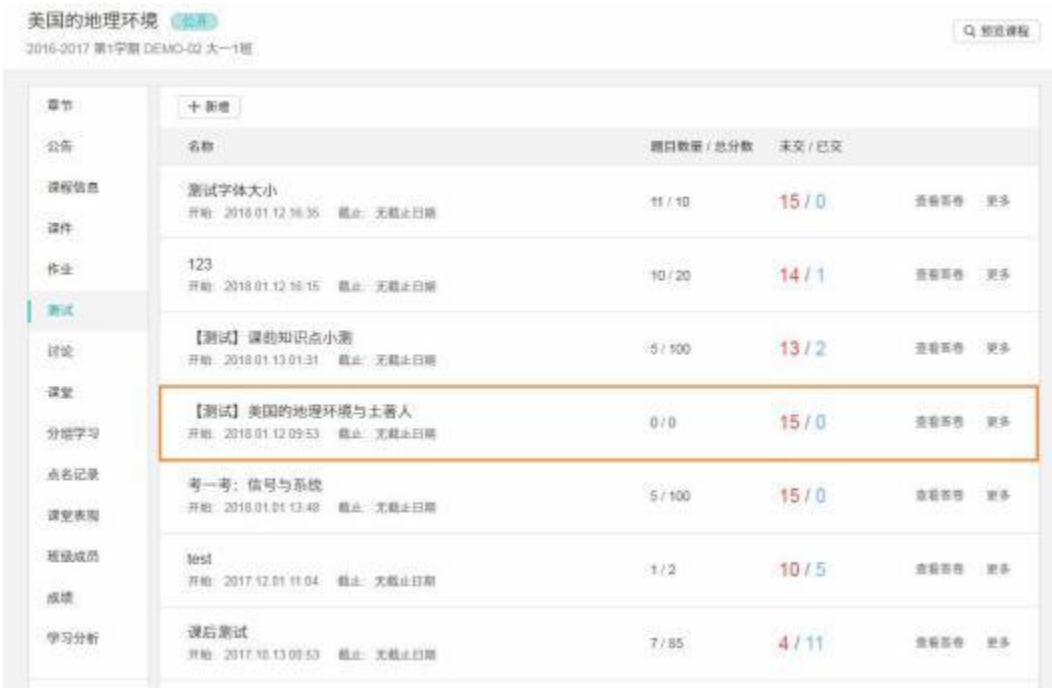 美国的地理环境 公开
2016-2017 第1学期 DEMO-02 大一1班
预览课程
章节
公告
课程信息
课件
作业
测试
讨论
课堂
分组学习
点名记录
课堂表现
班级成员
成绩
学习分析
+ 新增
名称 题目数量 / 总分数 未交 / 已交
测试字体大小
开始: 2018.01.12 16:35 截止: 无截止日期
11 / 10 15 / 0 查看答卷 更多
123
开始: 2018.01.12 16:15 截止: 无截止日期
10 / 20 14 / 1 查看答卷 更多
【测试】课前知识点小测
开始: 2018.01.13 01:31 截止: 无截止日期
5 / 100 13 / 2 查看答卷 更多
【测试】美国的地理环境与土著人
开始: 2018.01.12 09:53 截止: 无截止日期
0 / 0 15 / 0 查看答卷 更多
考一考：信号与系统
开始: 2018.01.01 13:48 截止: 无截止日期
5 / 100 15 / 0 查看答卷 更多
test
开始: 2017.12.01 11:04 截止: 无截止日期
1 / 2 10 / 5 查看答卷 更多
课后测试
开始: 2017.10.13 00:53 截止: 无截止日期
7 / 85 4 / 11 查看答卷 更多